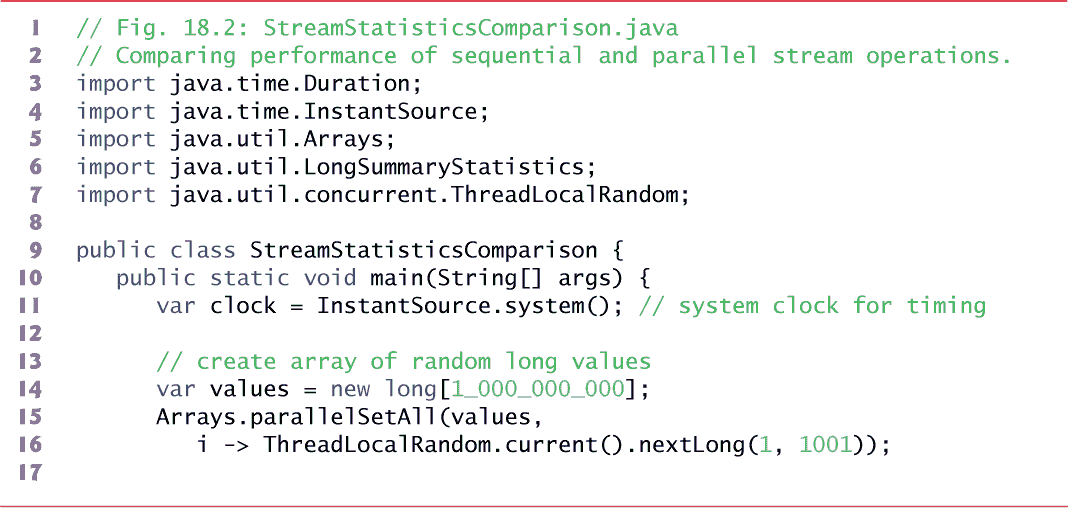 1 // Fig. 18.2: StreamStatisticsComparison.java
2 // Comparing performance of sequential and parallel stream operations.
3 import java.time.Duration;
4 import java.time.InstantSource;
5 import java.util.Arrays;
6 import java.util.LongSummaryStatistics;
7 import java.util.concurrent.ThreadLocalRandom;
8
9 public class StreamStatisticsComparison {
10    public static void main(String[] args) {
11       var clock = InstantSource.system(); // system clock for timing
12
13       // create array of random long values
14       var values = new long[1_000_000_000];
15       Arrays.parallelSetAll(values,
16          i -> ThreadLocalRandom.current().nextLong(1, 1001));
17